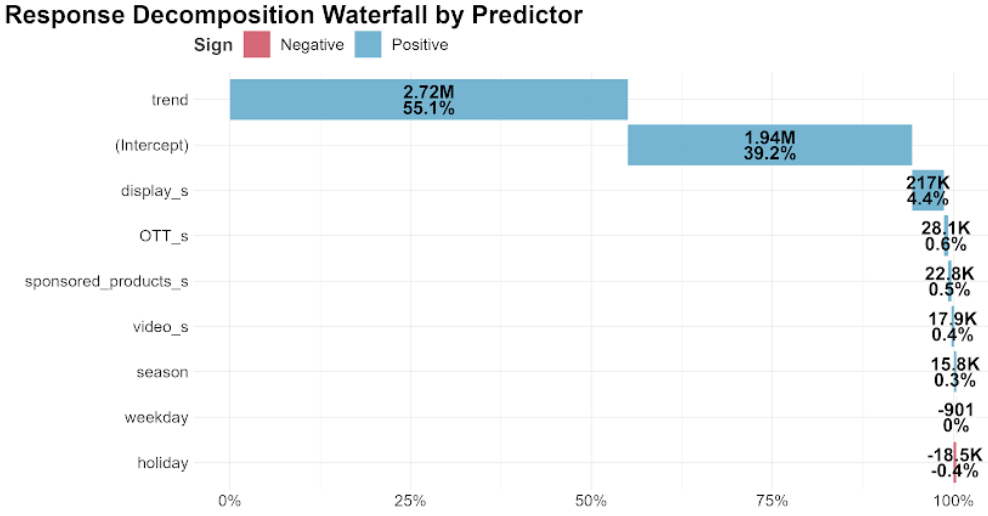 Response Decomposition Waterfall by Predictor
Sign Negative Positive
trend
2.72M
55.1%
(Intercept)
1.94M
39.2%
display_s
217K
4.4%
OTT_s
28.1K
0.6%
sponsored_products_s
22.8K
0.5%
video_s
17.9K
0.4%
season
15.8K
0.3%
weekday
-901
0%
holiday
-18.5K
-0.4%
0% 25% 50% 75% 100%